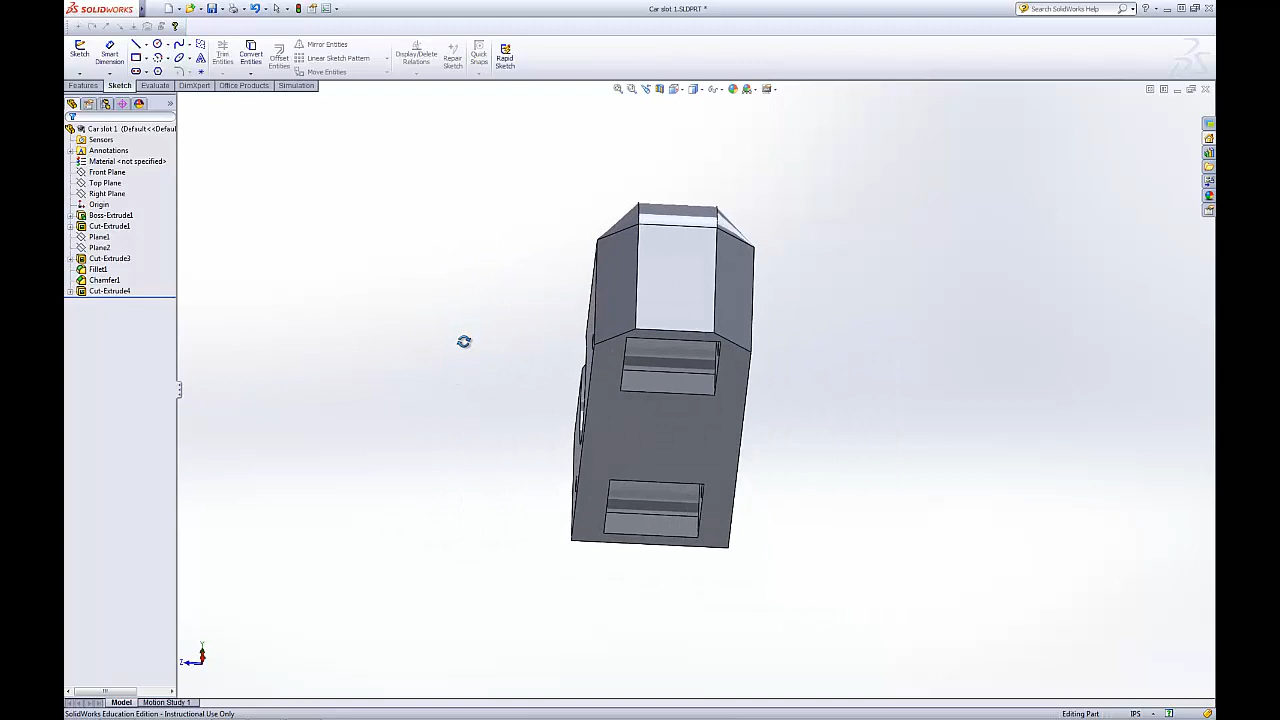 SOLIDWORKS
Car slot 1.SLDPRT *
Search SolidWorks Help
Sketch
Smart Dimension
Trim Entities
Convert Entities
Offset Entities
Mirror Entities
Linear Sketch Pattern
Move Entities
Display/Delete Relations
Repair Sketch
Quick Snaps
Rapid Sketch
Features
Sketch
Evaluate
DimXpert
Office Products
Simulation
Car slot 1 (Default<<Defaul
Sensors
Annotations
Material <not specified>
Front Plane
Top Plane
Right Plane
Origin
Boss-Extrude1
Cut-Extrude1
Plane1
Plane2
Cut-Extrude3
Fillet1
Chamfer1
Cut-Extrude4
Y
Z
Model
Motion Study 1
SolidWorks Education Edition - Instructional Use Only
Editing Part
IPS